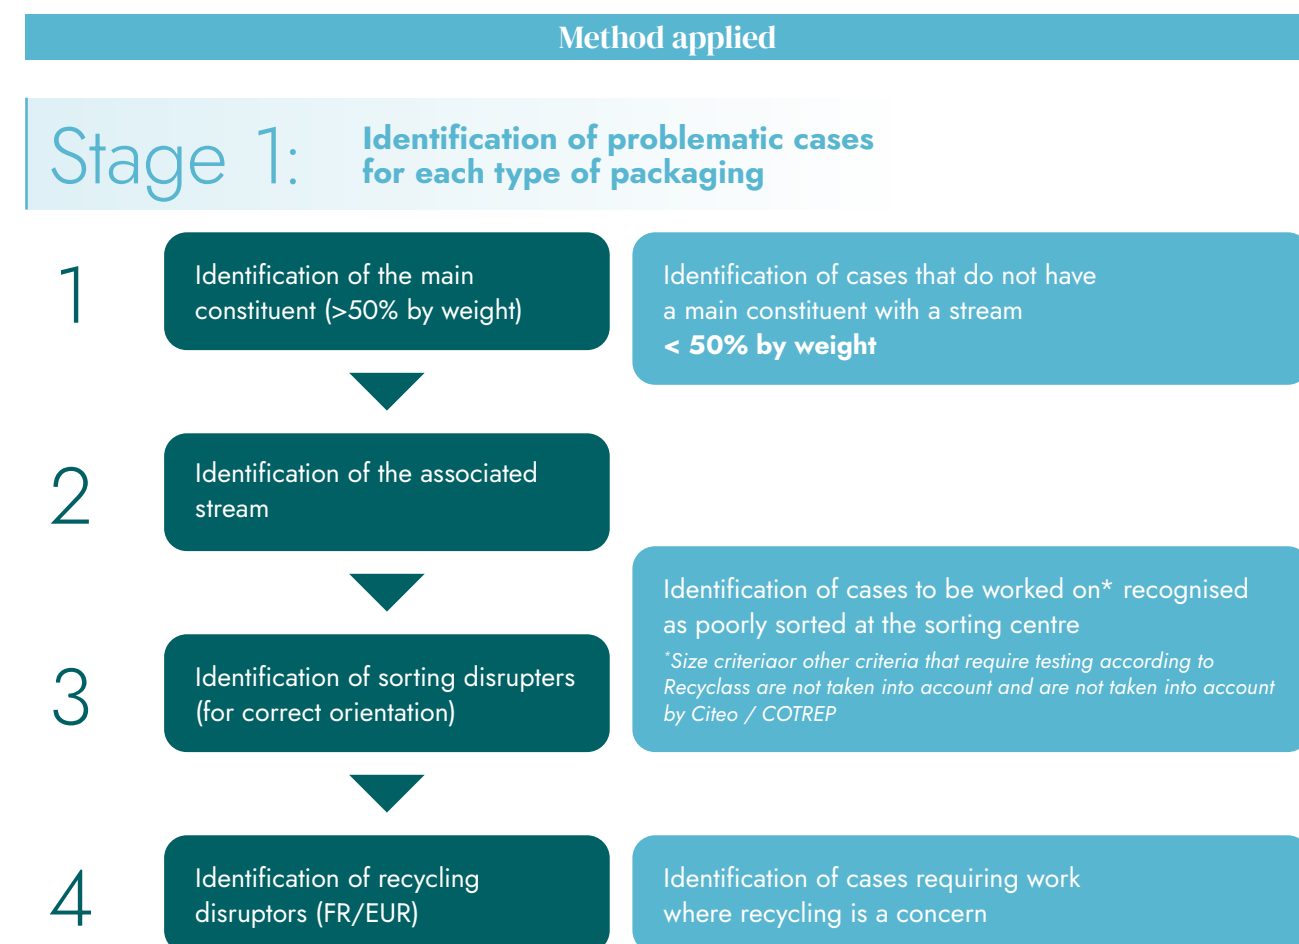 Method applied
Stage 1:
Identification of problematic cases
for each type of packaging
1
Identification of the main
constituent (>50% by weight)
Identification of cases that do not have
a main constituent with a stream
< 50% by weight
2
Identification of the associated
stream
3
Identification of sorting disrupters
(for correct orientation)
Identification of cases to be worked on* recognised
as poorly sorted at the sorting centre
*Size criteriaor other criteria that require testing according to
Recyclass are not taken into account and are not taken into account
by Citeo / COTREP
4
Identification of recycling
disruptors (FR/EUR)
Identification of cases requiring work
where recycling is a concern